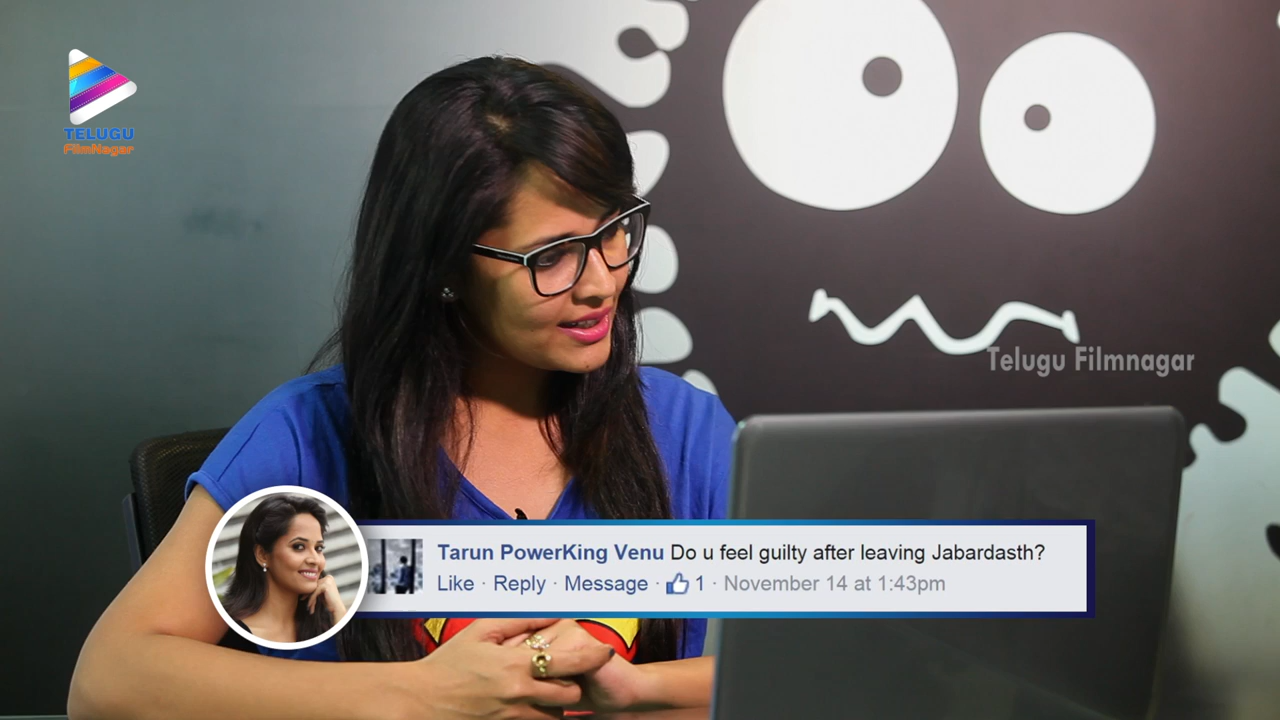 TELUGU
FilmNagar
Telugu Filmnagar
Tarun PowerKing Venu Do u feel guilty after leaving Jabardasth?
Like · Reply · Message · 1 · November 14 at 1:43pm